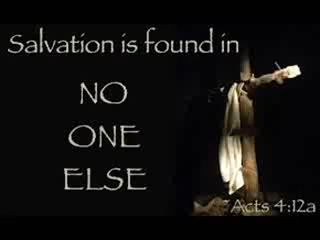 Salvation is found in
NO
ONE
ELSE
Acts 4:12a